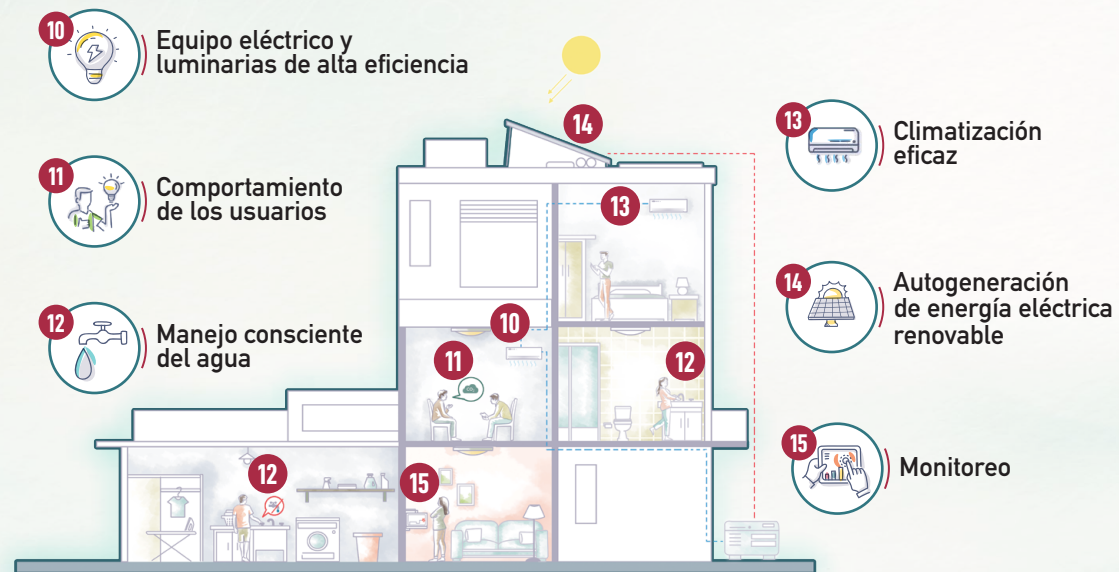 10
Equipo eléctrico y
luminarias de alta eficiencia
11
Comportamiento
de los usuarios
12
Manejo consciente
del agua
14
13
10
11
12
12
15
13
Climatización
eficaz
14
Autogeneración
de energía eléctrica
renovable
15
Monitoreo